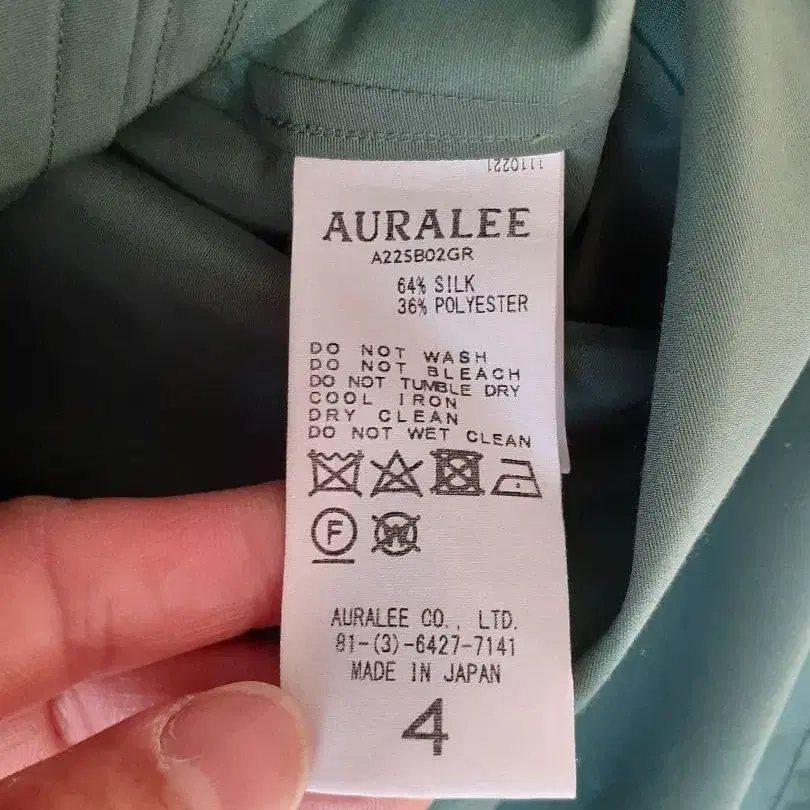 1110221
AURALEE
A22SB02GR
64% SILK
36% POLYESTER
DO NOT WASH
DO NOT BLEACH
DO NOT TUMBLE DRY
COOL IRON
DRY CLEAN
DO NOT WET CLEAN
F
W
AURALEE CO., LTD.
81-(3)-6427-7141
MADE IN JAPAN
4